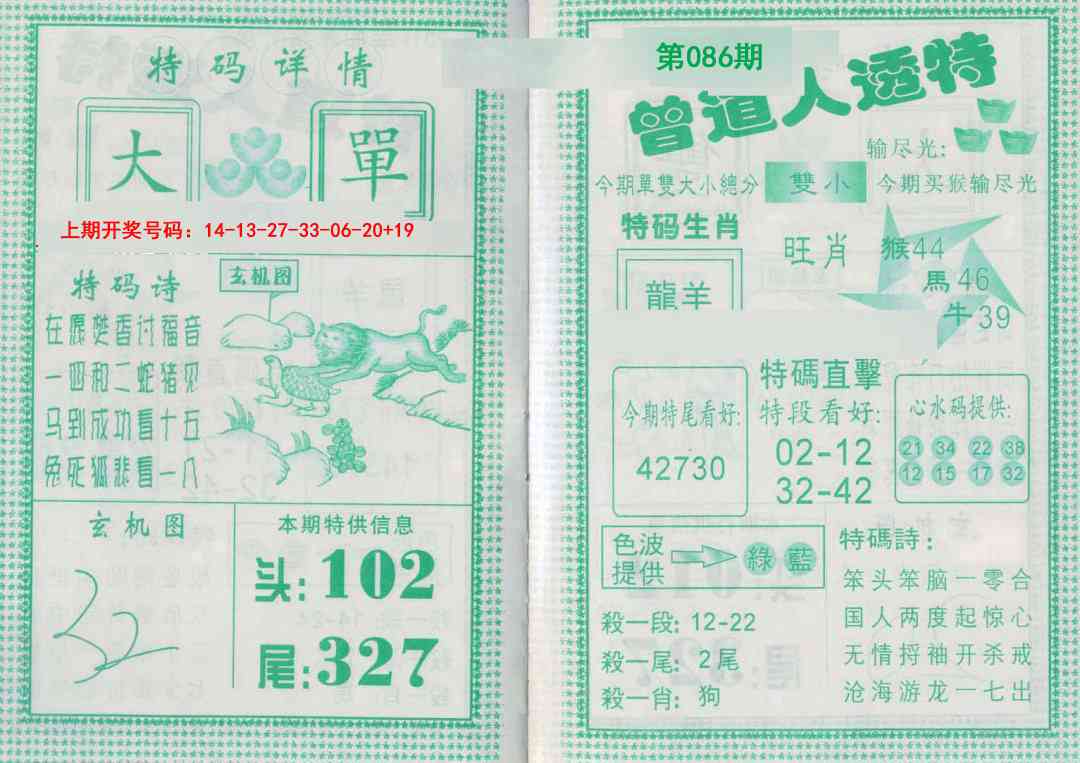 特码详情
大
單
上期开奖号码：14-13-27-33-06-20+19
特码诗
在愿焚香讨福音
一四和二蛇猪见
马到成功看十五
兔死狐悲看一八
玄机图
玄机图
本期特供信息
头:102
尾:327
第086期
曾道人透特
输尽光:
今期單雙大小總分
雙小
今期买猴输尽光
特码生肖
龍羊
旺肖
猴44
馬46
牛39
今期特尾看好:
42730
特碼直擊
特段看好:
02-12
32-42
心水码提供:
21 34 22 38
12 15 17 32
色波
提供
綠藍
殺一段: 12-22
殺一尾: 2尾
殺一肖: 狗
特碼詩:
笨头笨脑一零合
国人两度起惊心
无情捋袖开杀戒
沧海游龙一七出